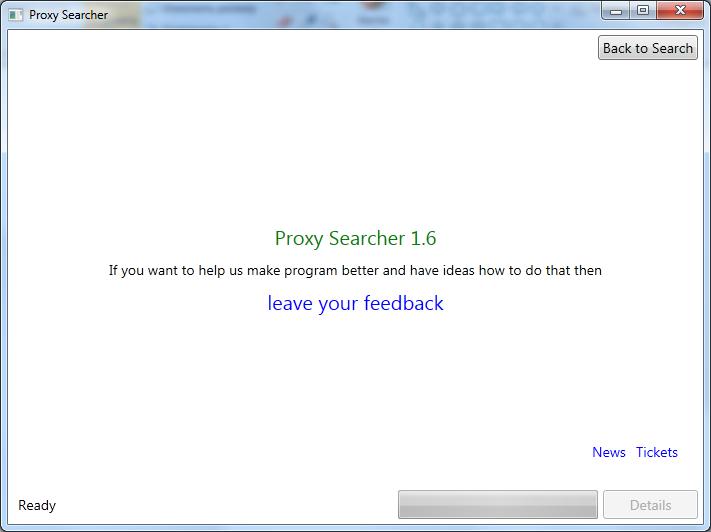 Proxy Searcher
Back to Search
Proxy Searcher 1.6
If you want to help us make program better and have ideas how to do that then
leave your feedback
News Tickets
Ready
Details